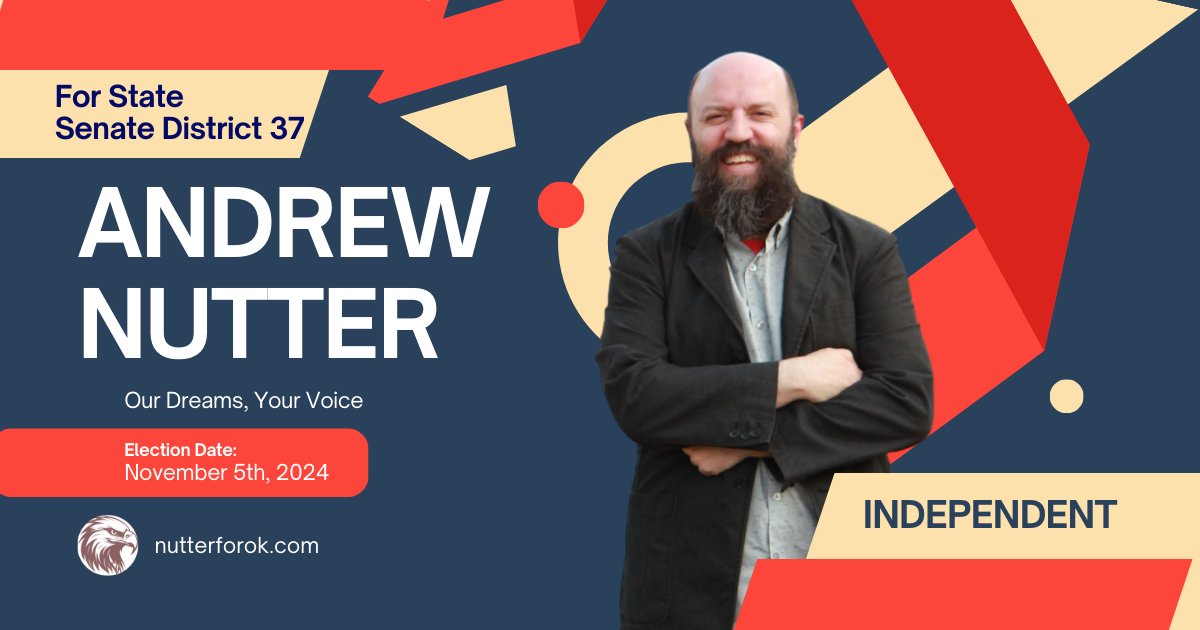 For State
Senate District 37
ANDREW
NUTTER
Our Dreams, Your Voice
Election Date:
November 5th, 2024
nutterforok.com
INDEPENDENT